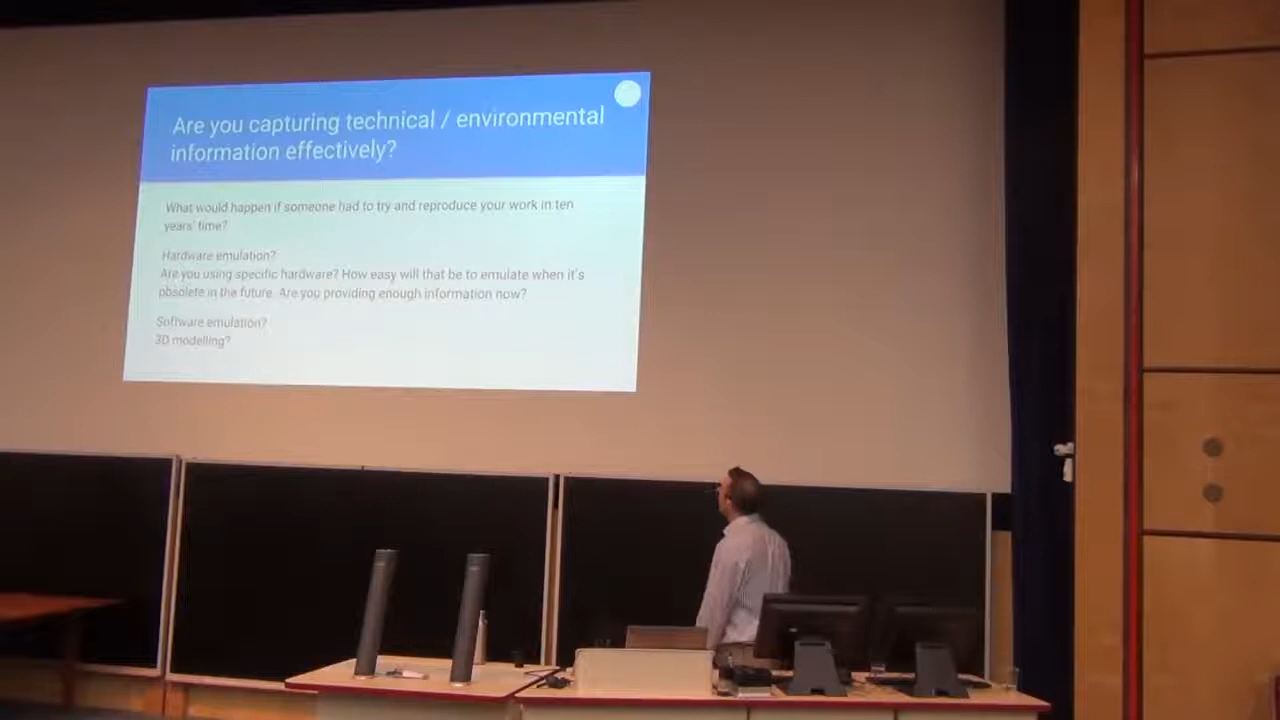 Are you capturing technical / environmental
information effectively?
What would happen if someone had to try and reproduce your work in ten
years' time?
Hardware emulation?
Are you using specific hardware? How easy will that be to emulate when it's
obsolete in the future. Are you providing enough information now?
Software emulation?
3D modelling?